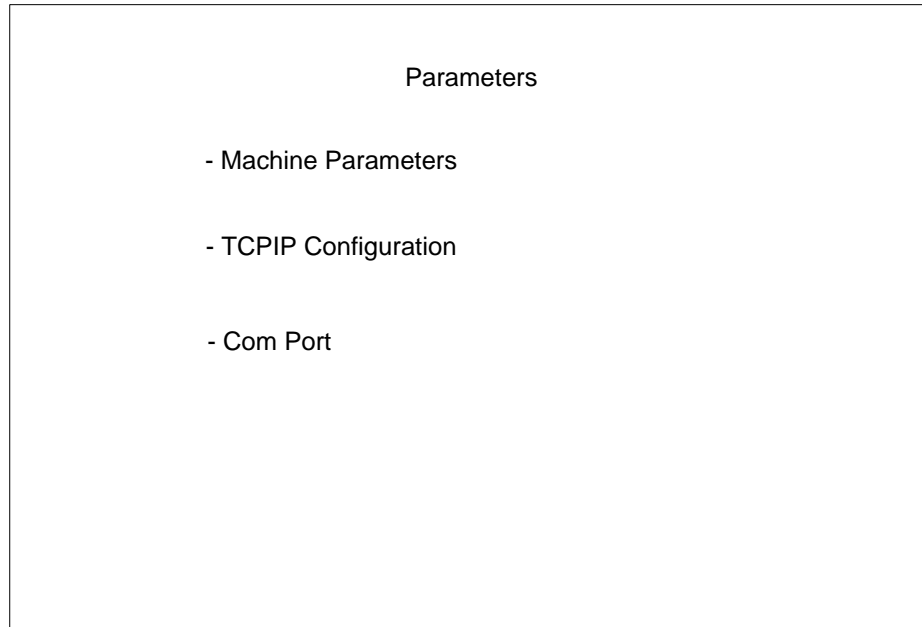 Parameters
- Machine Parameters
- TCPIP Configuration
- Com Port